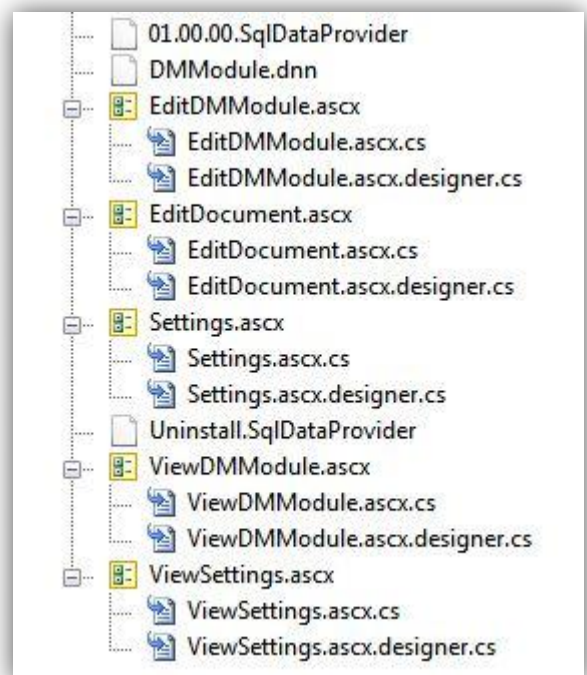 01.00.00.SqlDataProvider
DMModule.dnn
EditDMModule.ascx
EditDMModule.ascx.cs
EditDMModule.ascx.designer.cs
EditDocument.ascx
EditDocument.ascx.cs
EditDocument.ascx.designer.cs
Settings.ascx
Settings.ascx.cs
Settings.ascx.designer.cs
Uninstall.SqlDataProvider
ViewDMModule.ascx
ViewDMModule.ascx.cs
ViewDMModule.ascx.designer.cs
ViewSettings.ascx
ViewSettings.ascx.cs
ViewSettings.ascx.designer.cs